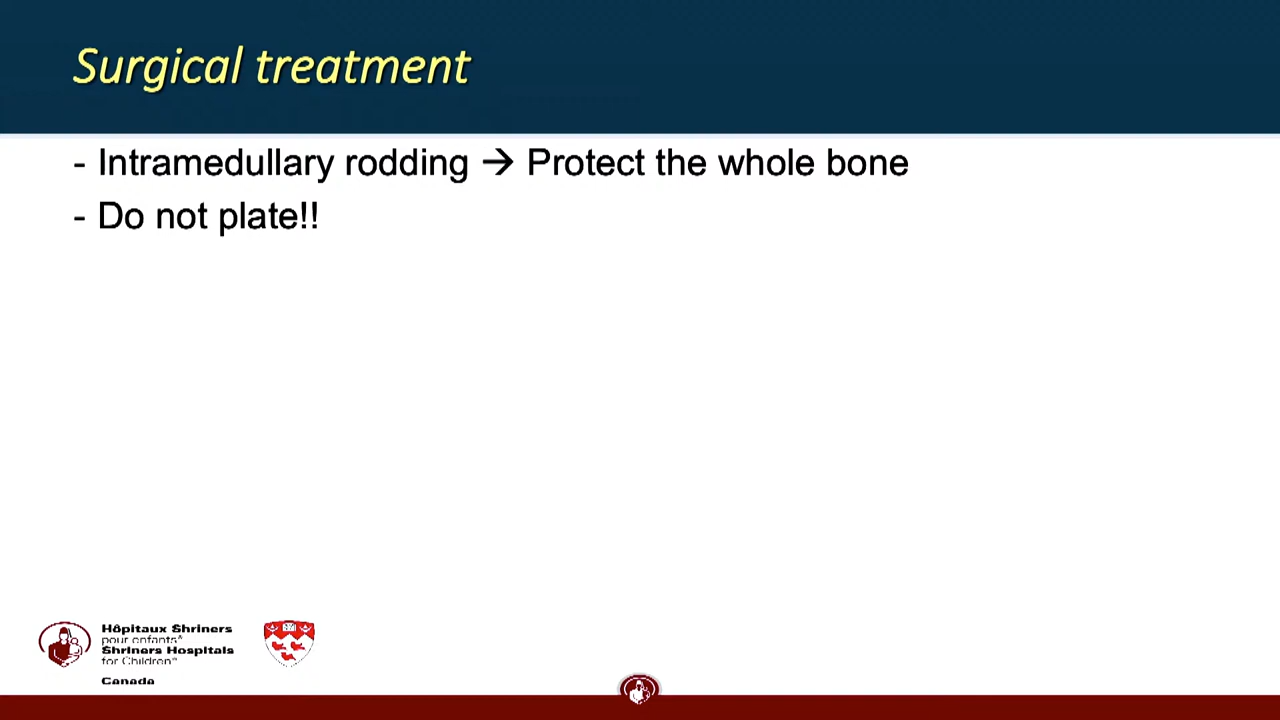 Surgical treatment
- Intramedullary rodding → Protect the whole bone
- Do not plate!!
Hôpitaux Shriners
pour enfants^
Shriners Hospitals
for Children^
Canada